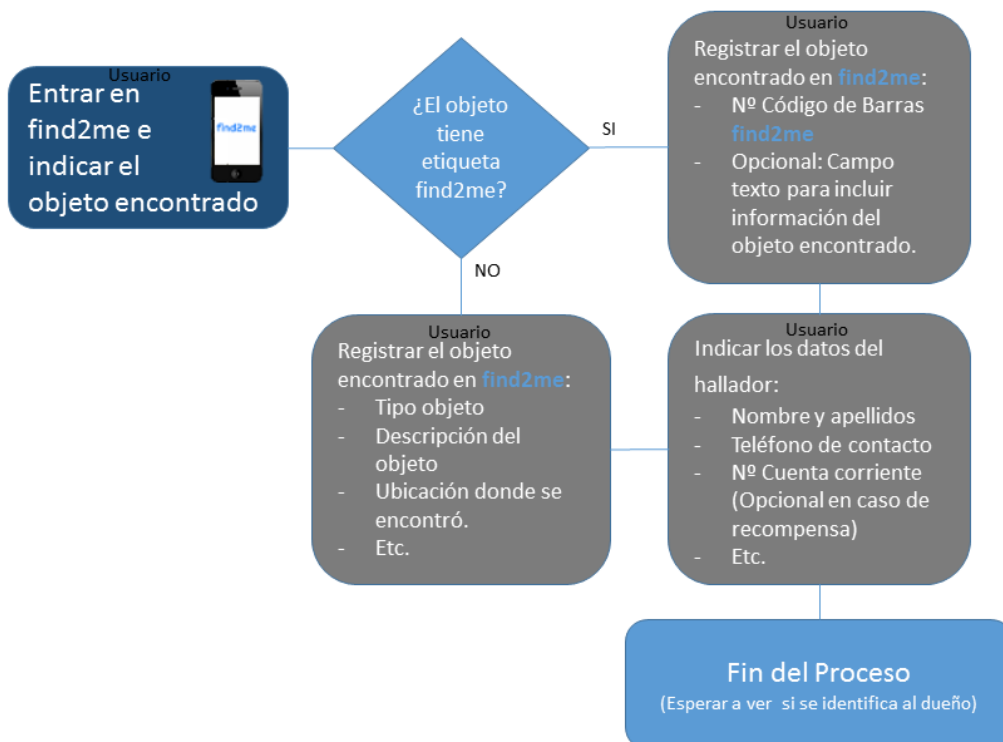 Usuario
Entrar en
find2me e
indicar el
objeto encontrado
find2me
¿El objeto
tiene
etiqueta
find2me?
SI
NO
Usuario
Registrar el objeto
encontrado en find2me:
- Nº Código de Barras
find2me
- Opcional: Campo
texto para incluir
información del
objeto encontrado.
Usuario
Registrar el objeto
encontrado en find2me:
- Tipo objeto
- Descripción del
objeto
- Ubicación donde se
encontró.
- Etc.
Usuario
Indicar los datos del
hallador:
- Nombre y apellidos
- Teléfono de contacto
- Nº Cuenta corriente
(Opcional en caso de
recompensa)
- Etc.
Fin del Proceso
(Esperar a ver si se identifica al dueño)